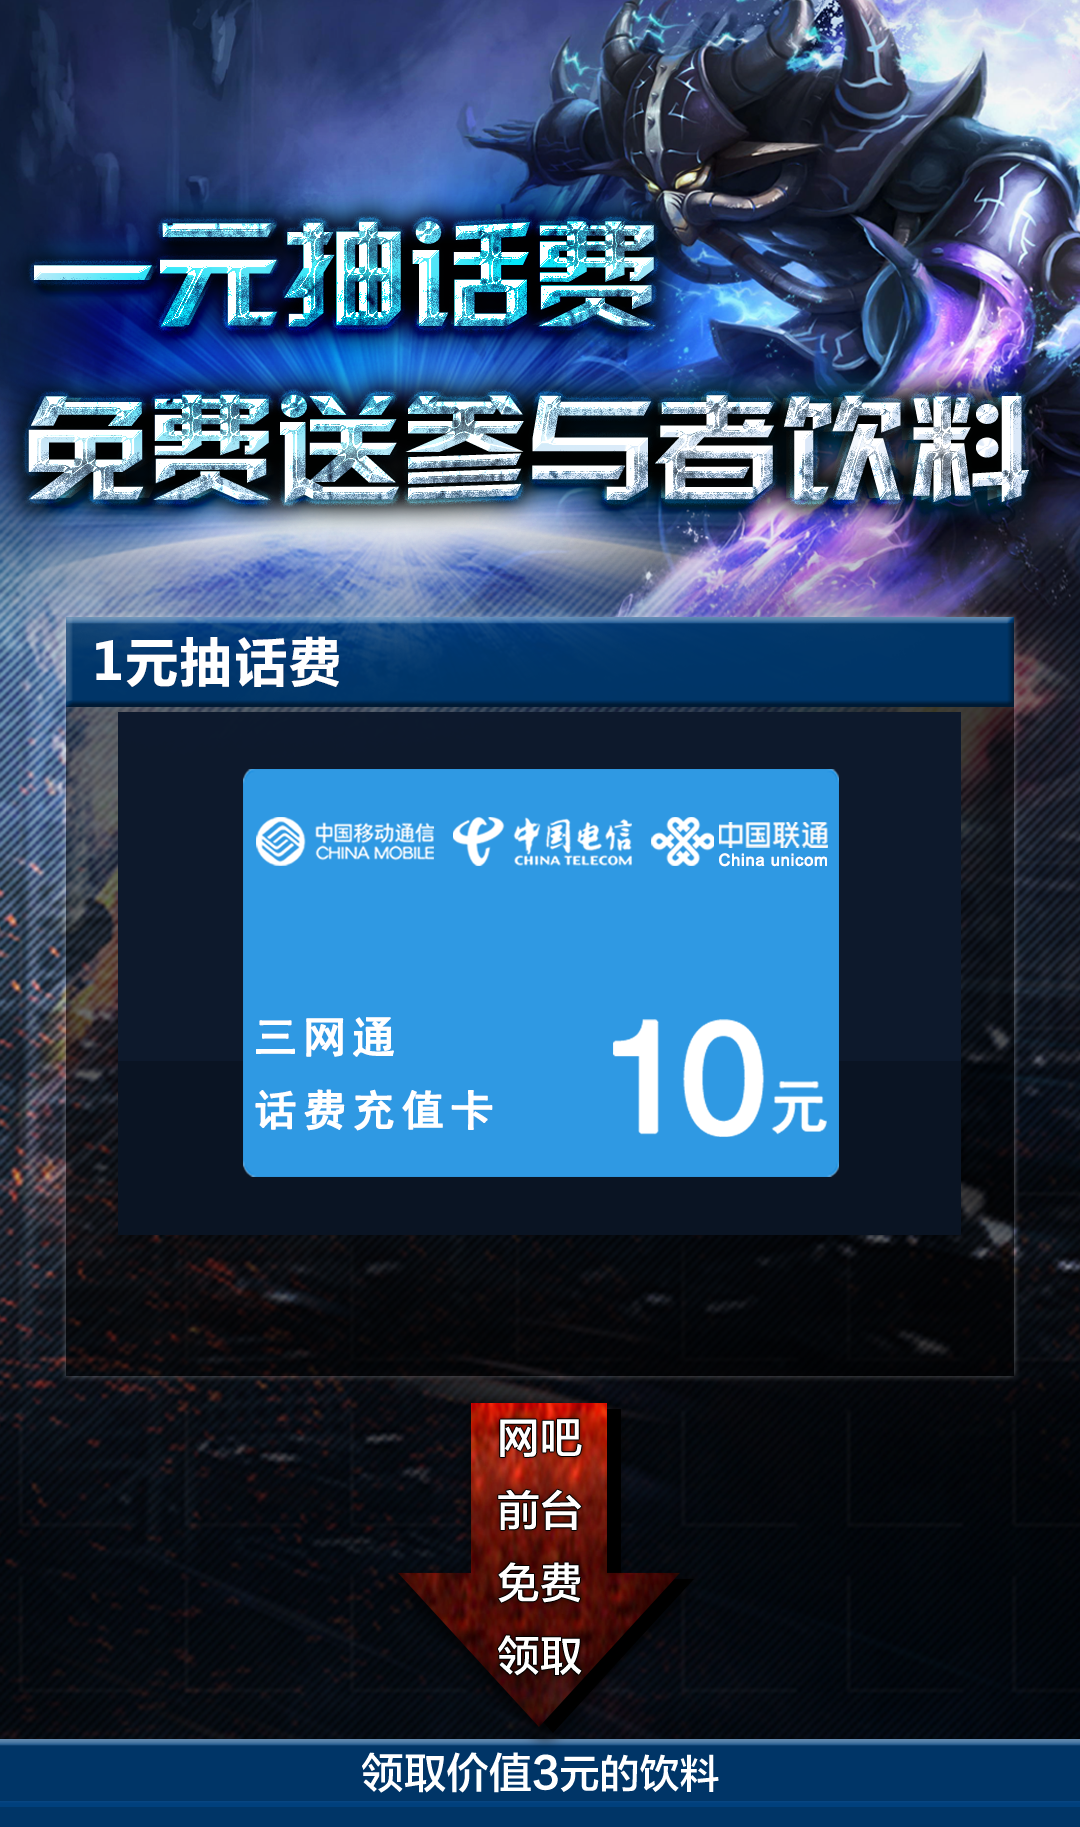 一元抽话费
免费送参与者饮料
1元抽话费
中国移动通信
CHINA MOBILE
中国电信
CHINA TELECOM
中国联通
China unicom
三网通
话费充值卡
10元
网吧
前台
免费
领取
领取价值3元的饮料